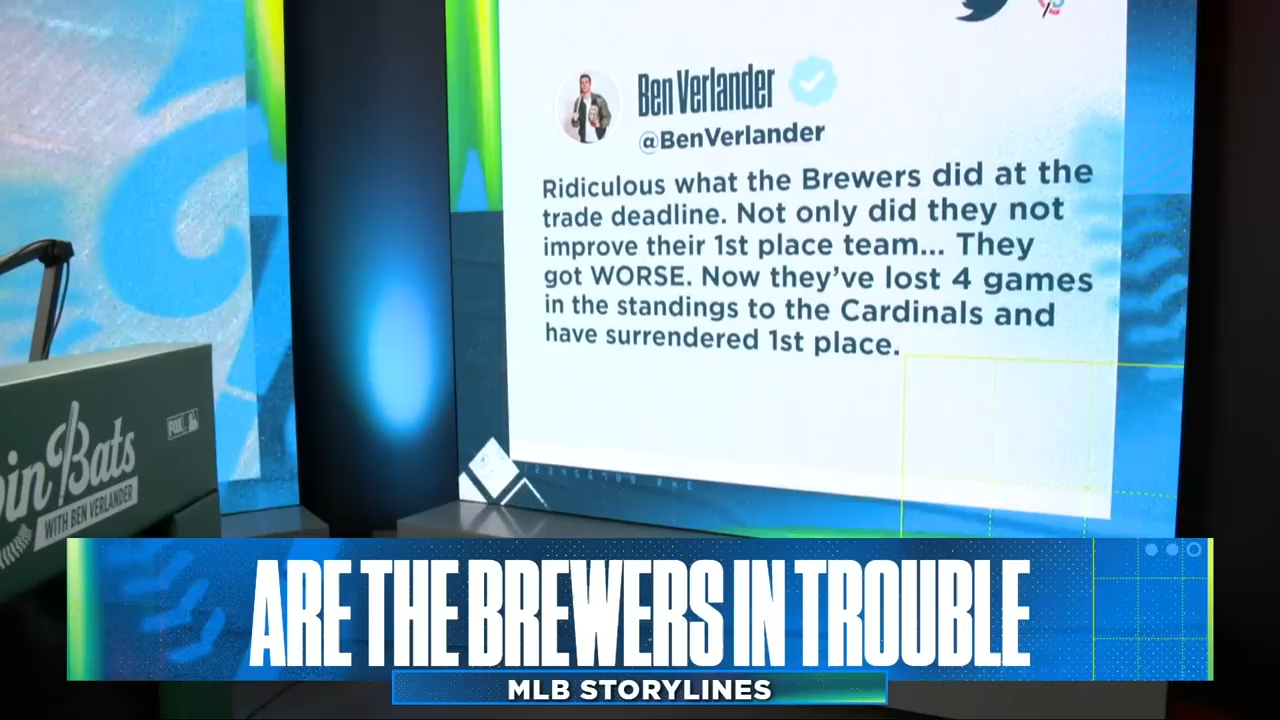 Ben Verlander
@BenVerlander
Ridiculous what the Brewers did at the
trade deadline. Not only did they not
improve their 1st place team... They
got WORSE. Now they've lost 4 games
in the standings to the Cardinals and
have surrendered 1st place.
Bats
WITH BEN VERLANDER
FOX
ARE THE BREWERS IN TROUBLE
MLB STORYLINES